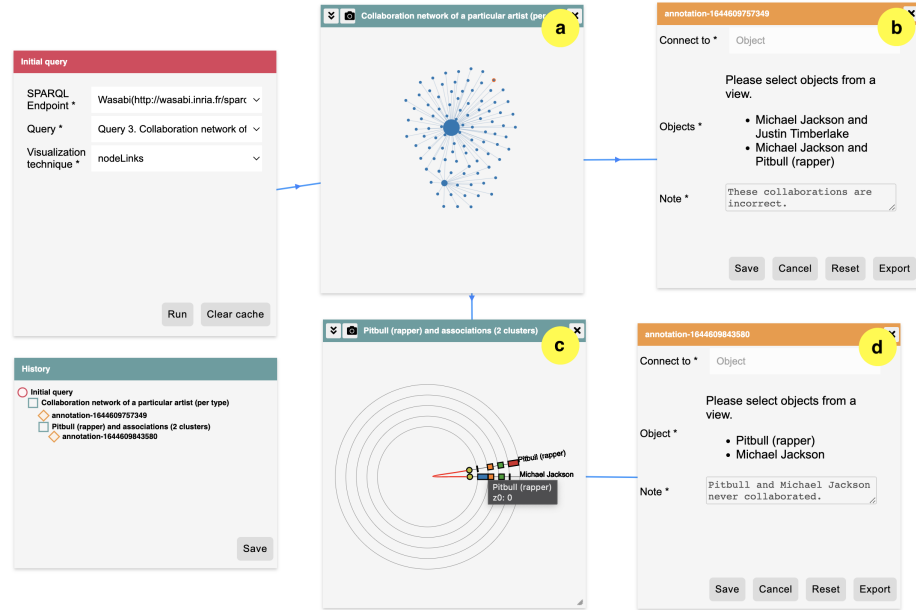 Initial query
SPARQL
Endpoint *
Wasabi(http://wasabi.inria.fr/sparc
Query *
Query 3. Collaboration network of
Visualization
technique *
nodeLinks
Run
Clear cache
History
Initial query
Collaboration network of a particular artist (per type)
annotation-1644609757349
Pitbull (rapper) and associations (2 clusters)
annotation-1644609843580
Save
Collaboration network of a particular artist (per
a
annotation-1644609757349
b
Connect to *
Object
Please select objects from a
view.
Objects *
• Michael Jackson and
Justin Timberlake
• Michael Jackson and
Pitbull (rapper)
Note *
These collaborations are
incorrect.
Save
Cancel
Reset
Export
Pitbull (rapper) and associations (2 clusters)
c
Pitbull (rapper)
Michael Jackson
Pitbull (rapper)
z0: 0
annotation-1644609843580
d
Connect to *
Object
Please select objects from a
view.
Object *
• Pitbull (rapper)
• Michael Jackson
Note *
Pitbull and Michael Jackson
never collaborated.
Save
Cancel
Reset
Export